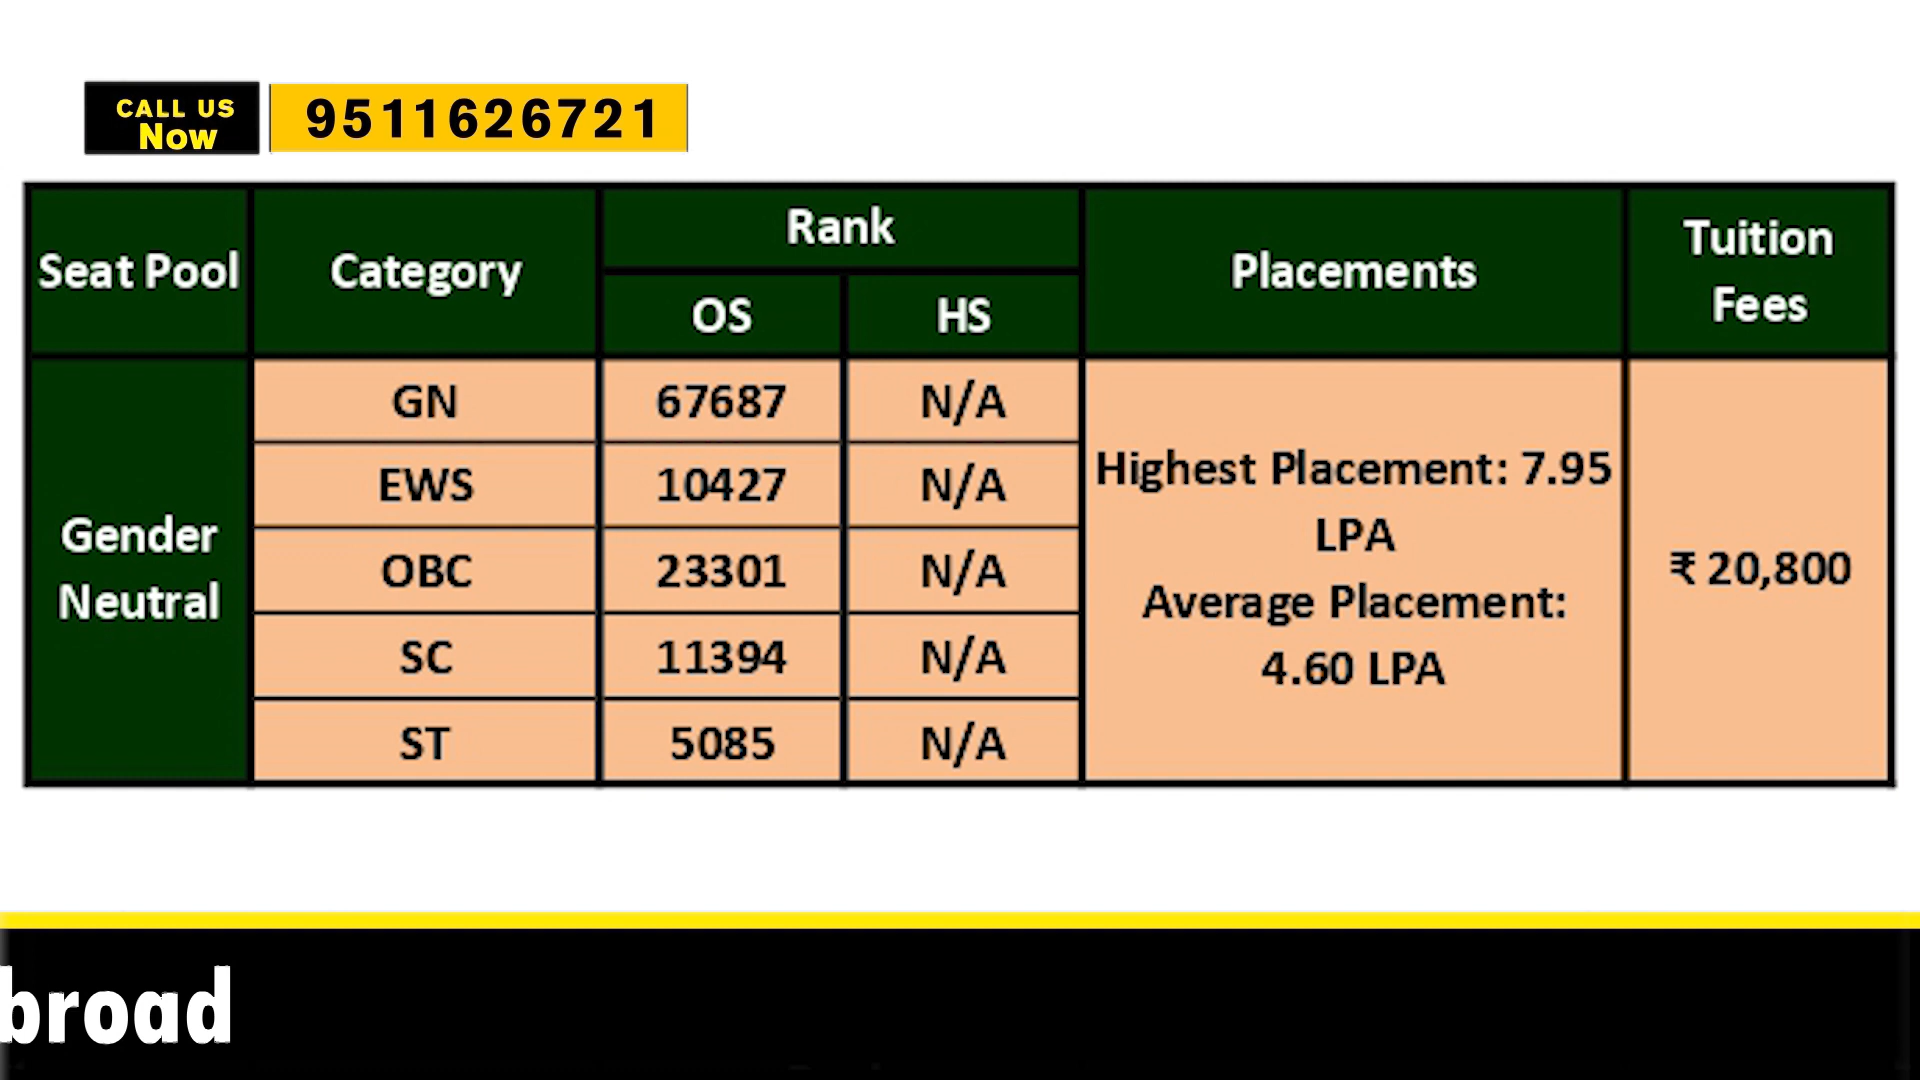 CALL US
Now
9511626721
Seat Pool
Category
Rank
OS
HS
Placements
Tuition
Fees
Gender
Neutral
GN
67687
N/A
EWS
10427
N/A
OBC
23301
N/A
SC
11394
N/A
ST
5085
N/A
Highest Placement: 7.95
LPA
Average Placement:
4.60 LPA
₹ 20,800
broad